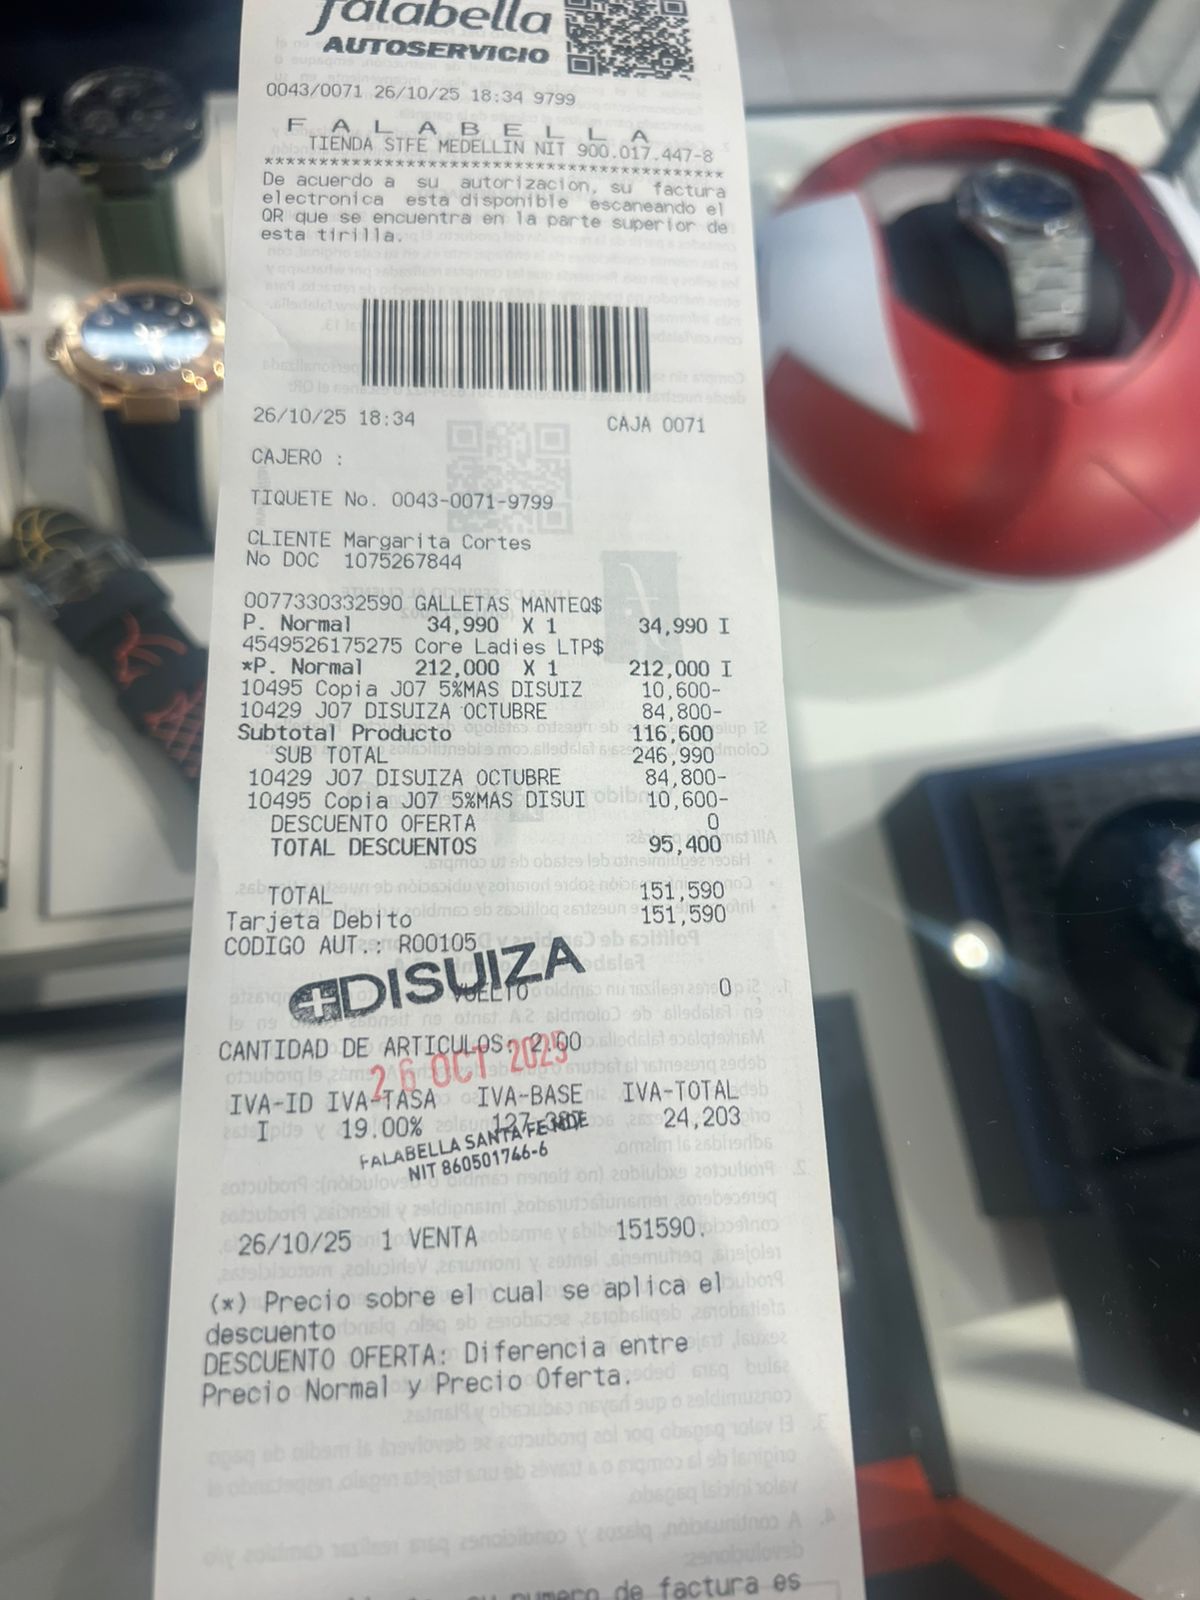 falabella
AUTOSERVICIO
0043/0071 26/10/25 18:34 9799
F A L A B E L L A
TIENDA STFE MEDELLIN NIT 900.017.447-8
******************************************
De acuerdo a su autorizacion, su factura
electronica esta disponible escaneando el
QR que se encuentra en la parte superior de
esta tirilla.
26/10/25 18:34 CAJA 0071
CAJERO :
TIQUETE No. 0043-0071-9799
CLIENTE Margarita Cortes
No DOC 1075267844
0077330332590 GALLETAS MANTEQ$
P. Normal 34,990 X 1 34,990 I
4549526175275 Core Ladies LTP$
*P. Normal 212,000 X 1 212,000 I
10495 Copia J07 5%MAS DISUIZ 10,600-
10429 J07 DISUIZA OCTUBRE 84,800-
Subtotal Producto 116,600
SUB TOTAL 246,990
10429 J07 DISUIZA OCTUBRE 84,800-
10495 Copia J07 5%MAS DISUI 10,600-
DESCUENTO OFERTA 0
TOTAL DESCUENTOS 95,400
TOTAL 151,590
Tarjeta Debito 151,590
CODIGO AUT.: R00105
DISUIZA
VUELTO 0
CANTIDAD DE ARTICULOS: 2.00
26 OCT 2025
IVA-ID IVA-TASA IVA-BASE IVA-TOTAL
I 19.00% 24,203
FALABELLA SANTA FE MDE
NIT 860501746-6
26/10/25 1 VENTA 151590.
(*) Precio sobre el cual se aplica el
descuento
DESCUENTO OFERTA: Diferencia entre
Precio Normal y Precio Oferta.
numero de factura es